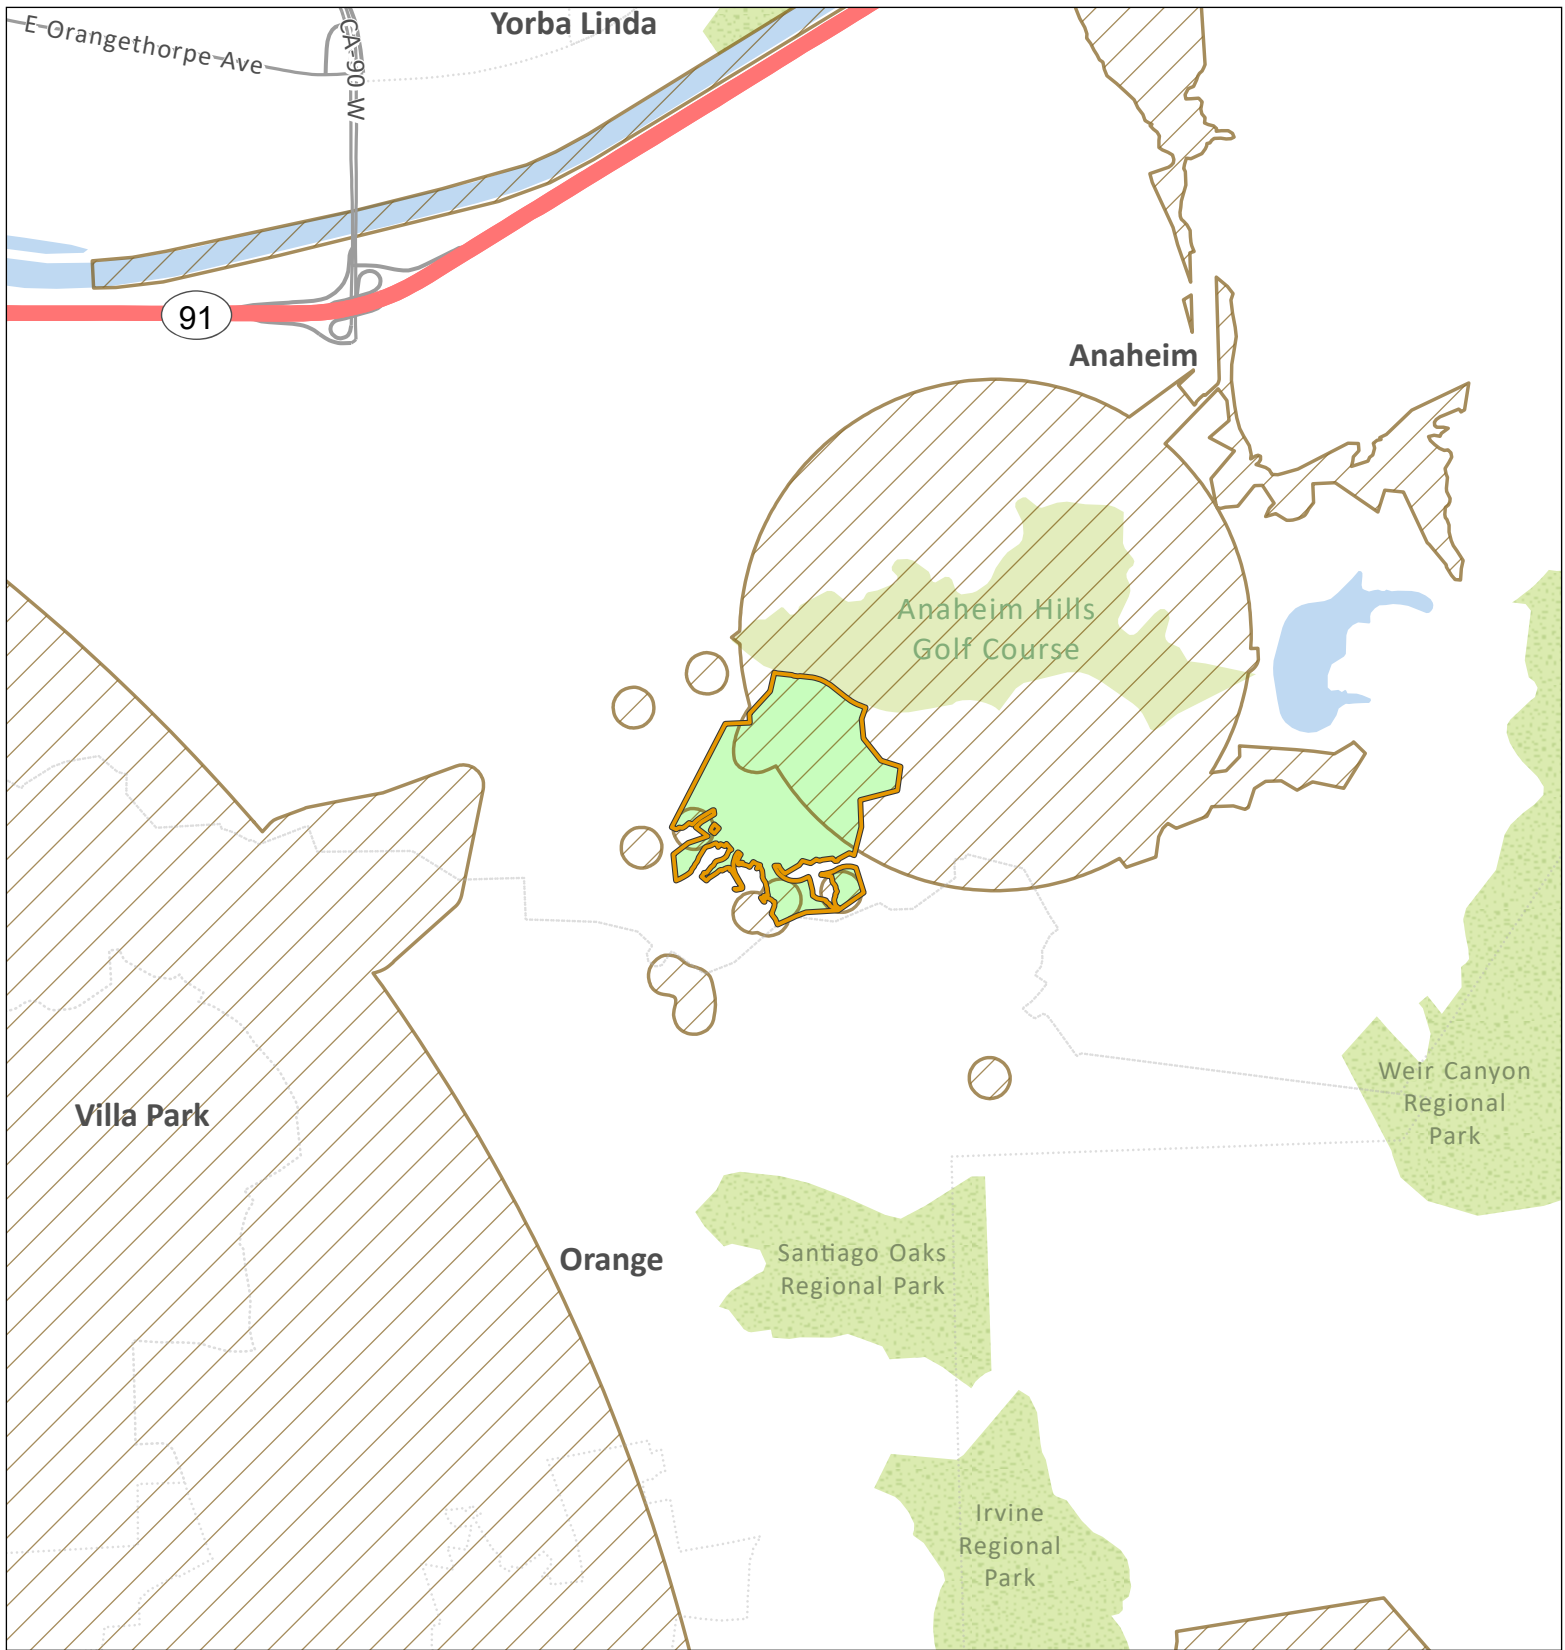 Yorba Linda
E Orangethorpe Ave
CA-90 W
91
Anaheim
Anaheim Hills
Golf Course
Weir Canyon
Regional
Park
Villa Park
Orange
Santiago Oaks
Regional Park
Irvine
Regional
Park